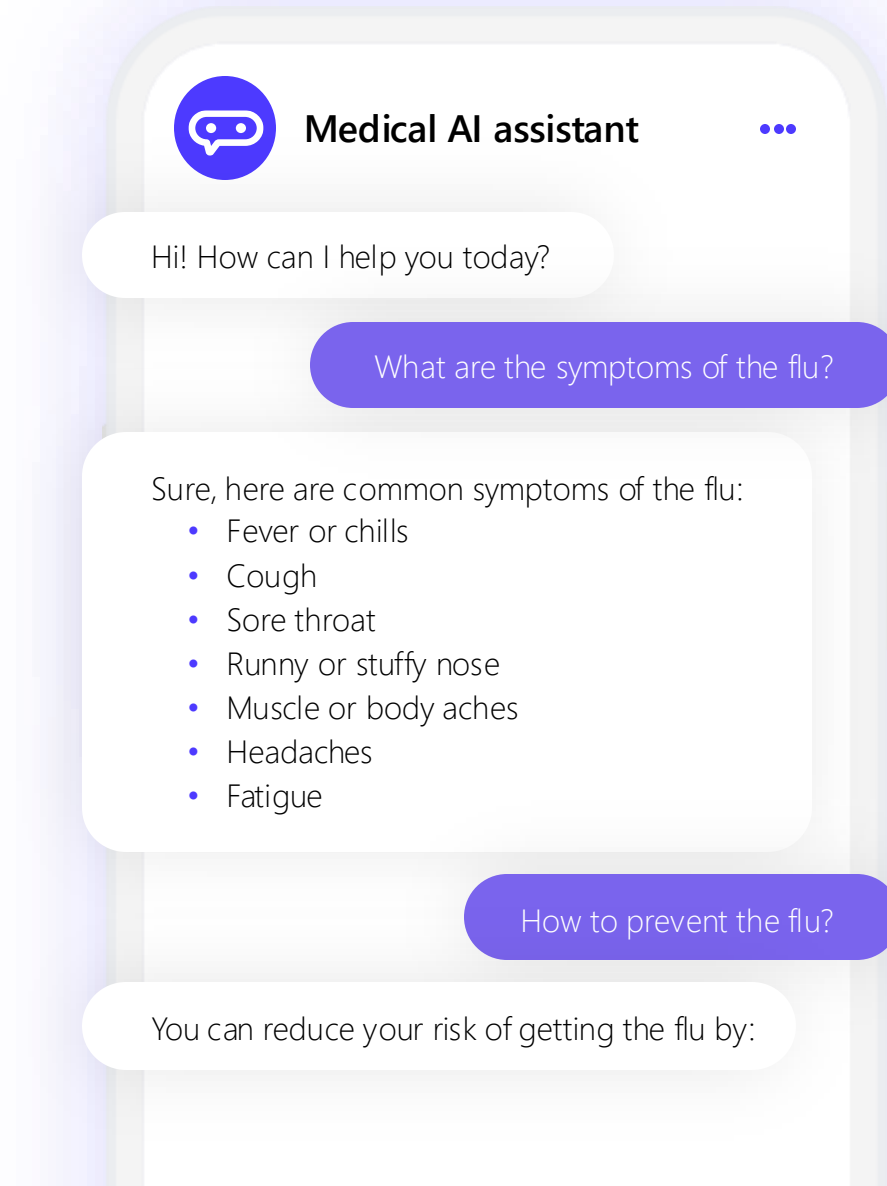 Medical AI assistant
Hi! How can I help you today?
What are the symptoms of the flu?
Sure, here are common symptoms of the flu:
• Fever or chills
• Cough
• Sore throat
• Runny or stuffy nose
• Muscle or body aches
• Headaches
• Fatigue
How to prevent the flu?
You can reduce your risk of getting the flu by: